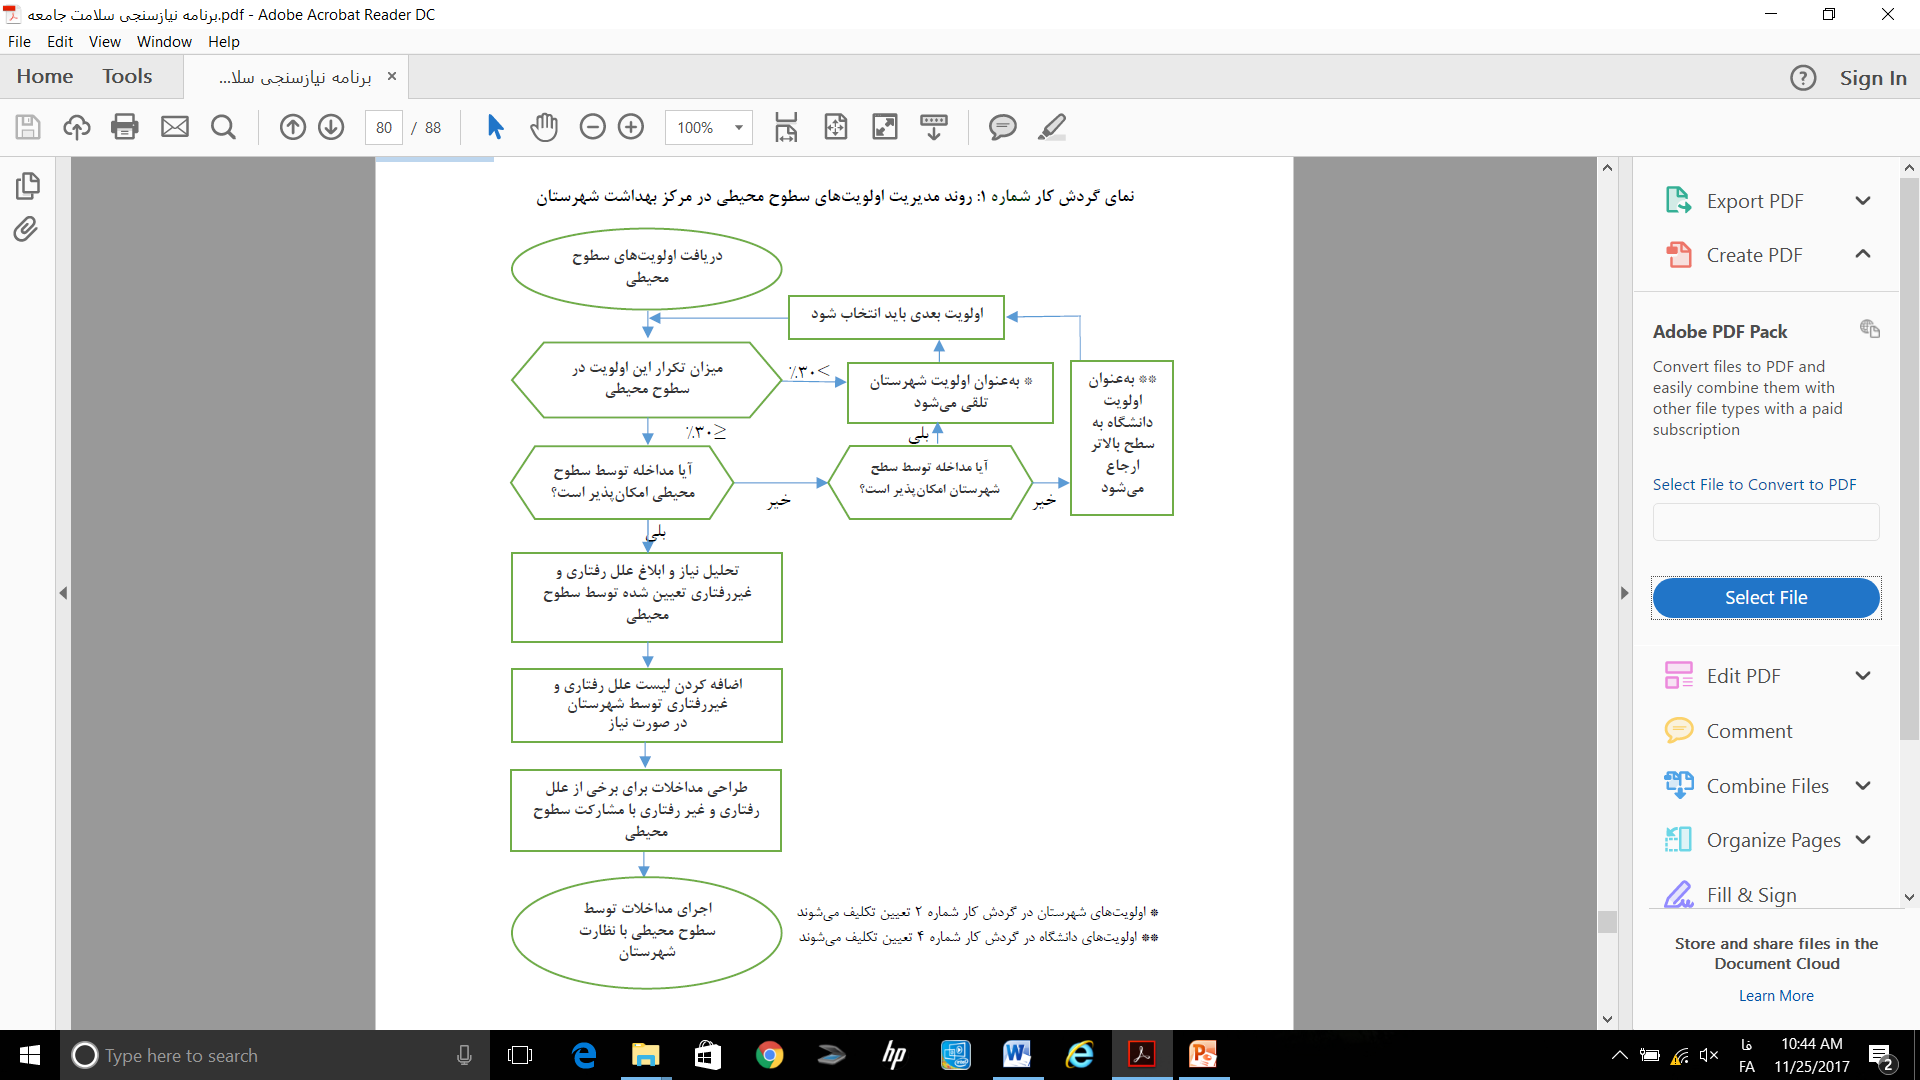 برنامه نیازسنجی سلامت جامعه.pdf - Adobe Acrobat Reader DC
File Edit View Window Help
Home Tools
برنامه نیازسنجی سلا...
Sign In
80 / 88
100%
نمای گردش کار شماره ۱: روند مدیریت اولویت‌های سطوح محیطی در مرکز بهداشت شهرستان
دریافت اولویت‌های سطوح
محیطی
اولویت بعدی باید انتخاب شود
میزان تکرار این اولویت در
سطوح محیطی
>۳۰٪
* به‌عنوان اولویت شهرستان
تلقی می‌شود
** به‌عنوان
اولویت
دانشگاه به
سطح بالاتر
ارجاع
می‌شود
≤۳۰٪
بلی
آیا مداخله توسط سطوح
محیطی امکان‌پذیر است؟
خیر
آیا مداخله توسط سطح
شهرستان امکان‌پذیر است؟
خیر
بلی
تحلیل نیاز و ابلاغ علل رفتاری و
غیررفتاری تعیین شده توسط سطوح
محیطی
اضافه کردن لیست علل رفتاری و
غیررفتاری توسط شهرستان
در صورت نیاز
طراحی مداخلات برای برخی از علل
رفتاری و غیر رفتاری با مشارکت سطوح
محیطی
اجرای مداخلات توسط
سطوح محیطی با نظارت
شهرستان
* اولویت‌های شهرستان در گردش کار شماره ۲ تعیین تکلیف می‌شوند
** اولویت‌های دانشگاه در گردش کار شماره ۴ تعیین تکلیف می‌شوند
Export PDF
Create PDF
Adobe PDF Pack
Convert files to PDF and
easily combine them with
other file types with a paid
subscription
Select File to Convert to PDF
Select File
Edit PDF
Comment
Combine Files
Organize Pages
Fill & Sign
Store and share files in the
Document Cloud
Learn More
Type here to search
hp
فا
FA
10:44 AM
11/25/2017
2